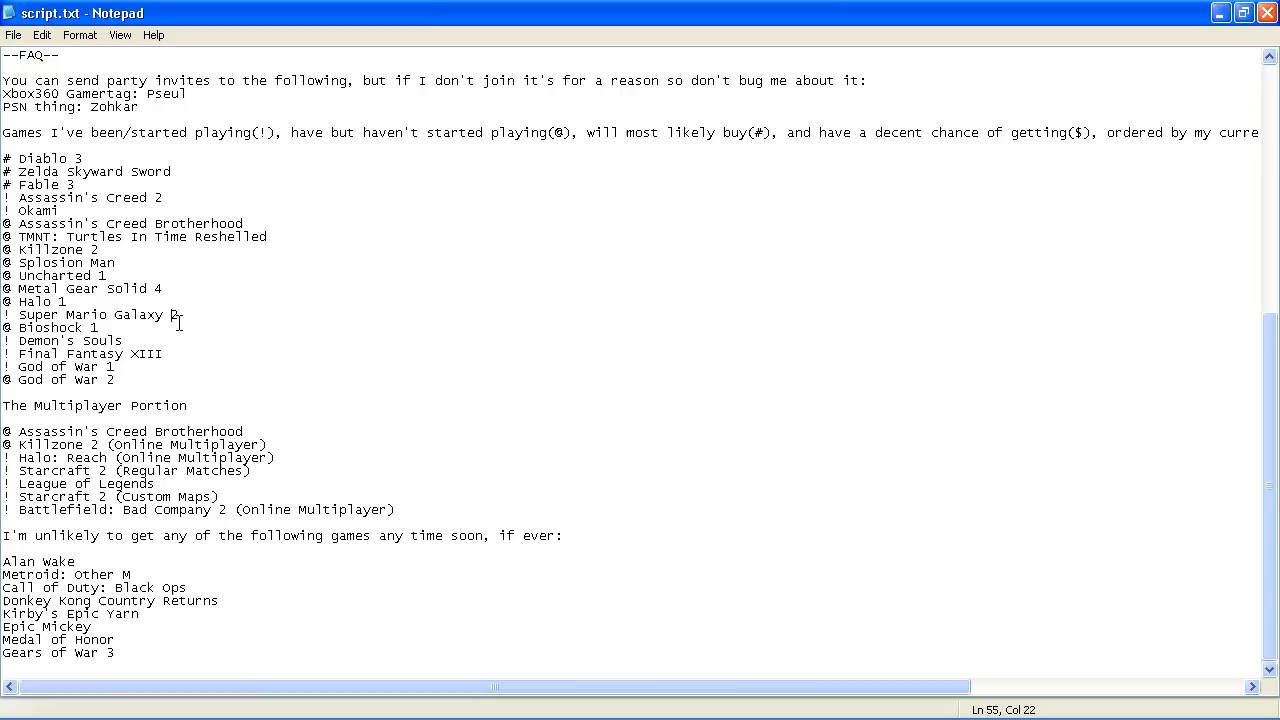 script.txt - Notepad
File Edit Format View Help
--FAQ--
You can send party invites to the following, but if I don't join it's for a reason so don't bug me about it:
Xbox360 Gamertag: Pseul
PSN thing: Zohkar
Games I've been/started playing(!), have but haven't started playing(@), will most likely buy(#), and have a decent chance of getting($), ordered by my curre
# Diablo 3
# Zelda Skyward Sword
# Fable 3
! Assassin's Creed 2
! Okami
@ Assassin's Creed Brotherhood
@ TMNT: Turtles In Time Reshelled
@ Killzone 2
@ Splosion Man
@ Uncharted 1
@ Metal Gear Solid 4
@ Halo 1
! Super Mario Galaxy 2
@ Bioshock 1
! Demon's Souls
! Final Fantasy XIII
! God of War 1
@ God of War 2
The Multiplayer Portion
@ Assassin's Creed Brotherhood
@ Killzone 2 (Online Multiplayer)
! Halo: Reach (Online Multiplayer)
! Starcraft 2 (Regular Matches)
! League of Legends
! Starcraft 2 (Custom Maps)
! Battlefield: Bad Company 2 (Online Multiplayer)
I'm unlikely to get any of the following games any time soon, if ever:
Alan Wake
Metroid: Other M
Call of Duty: Black Ops
Donkey Kong Country Returns
Kirby's Epic Yarn
Epic Mickey
Medal of Honor
Gears of War 3
Ln 55, Col 22